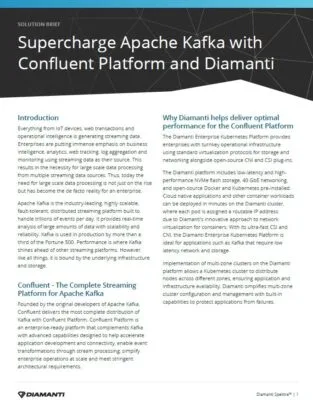 SOLUTION BRIEF
Supercharge Apache Kafka with
Confluent Platform and Diamanti
Introduction
Everything from IoT devices, web transactions and
operational intelligence is generating streaming data.
Enterprises are putting immense emphasis on business
intelligence, analytics, web tracking, log aggregation and
monitoring using streaming data as their source. This
results in the necessity for large scale data processing
from multiple streaming data sources. Thus, today the
need for large scale data processing is not just on the rise
but has become the de facto reality for an enterprise.
Apache Kafka is the industry-leading, highly scalable,
fault-tolerant, distributed streaming platform built to
handle trillions of events per day. It provides real-time
analysis of large amounts of data with scalability and
reliability. Kafka is used in production by more than a
third of the Fortune 500. Performance is where Kafka
shines ahead of other streaming platforms. However
like all things, it is bound by the underlying infrastructure
and storage.
Confluent - The Complete Streaming
Platform for Apache Kafka
Founded by the original developers of Apache Kafka,
Confluent delivers the most complete distribution of
Kafka with Confluent Platform. Confluent Platform is
an enterprise-ready platform that complements Kafka
with advanced capabilities designed to help accelerate
application development and connectivity, enable event
transformations through stream processing, simplify
enterprise operations at scale and meet stringent
architectural requirements.
Why Diamanti helps deliver optimal
performance for the Confluent Platform
The Diamanti Enterprise Kubernetes Platform provides
enterprises with turnkey operational infrastructure
using standard virtualization protocols for storage and
networking alongside open-source CNI and CSI plug-ins.
The Diamanti platform includes low-latency and high-
performance NVMe flash storage, 40 GbE networking,
and open-source Docker and Kubernetes pre-installed.
Cloud native applications and other container workloads
can be deployed in minutes on the Diamanti cluster,
where each pod is assigned a routable IP address
due to Diamanti's innovative approach to network
virtualization for containers. With its ultra-fast CSI and
CNI, the Diamanti Enterprise Kubernetes Platform is
ideal for applications such as Kafka that require low
latency network and storage.
Implementation of multi-zone clusters on the Diamanti
platform allows a Kubernetes cluster to distribute
nodes across different zones, ensuring application and
infrastructure availability. Diamanti simplifies multi-zone
cluster configuration and management with built-in
capabilities to protect applications from failures.
DIAMANTI
Diamanti Spektra™ | 1